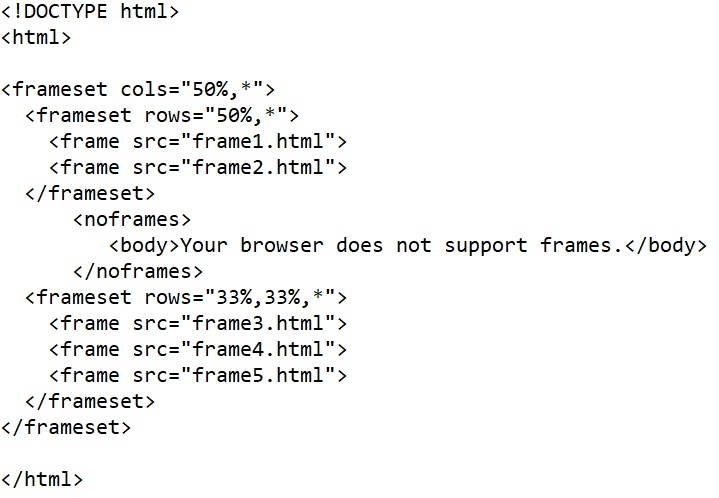 <!DOCTYPE html>
<html>

<frameset cols="50%,*">
  <frameset rows="50%,*">
    <frame src="frame1.html">
    <frame src="frame2.html">
  </frameset>
      <noframes>
         <body>Your browser does not support frames.</body>
      </noframes>
  <frameset rows="33%,33%,*">
    <frame src="frame3.html">
    <frame src="frame4.html">
    <frame src="frame5.html">
  </frameset>
</frameset>

</html>